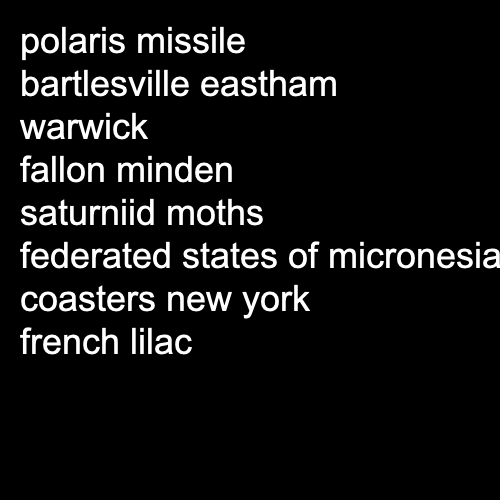 polaris missile
bartlesville eastham
warwick
fallon minden
saturniid moths
federated states of micronesia
coasters new york
french lilac